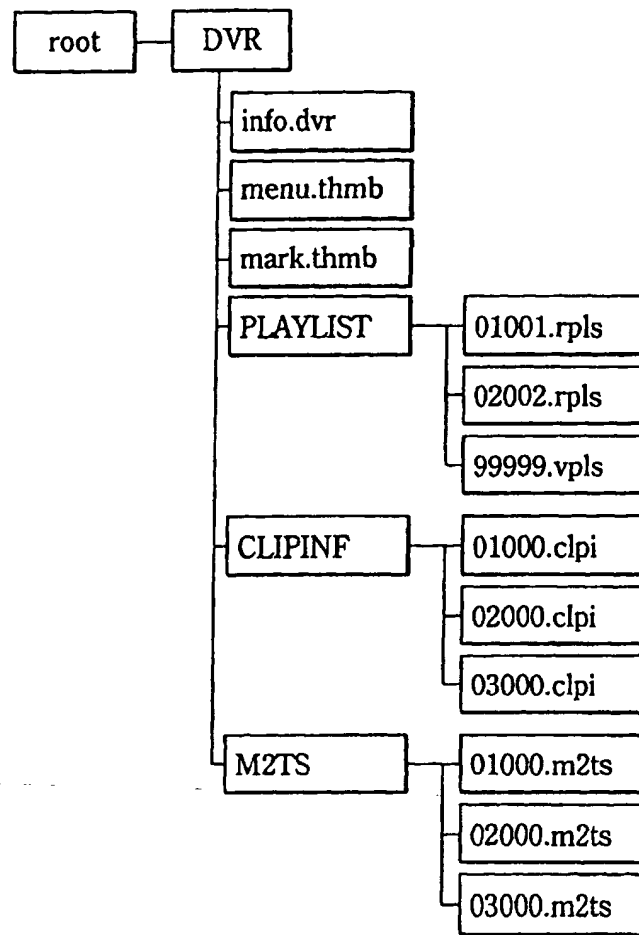 root DVR
info.dvr
menu.thmb
mark.thmb
PLAYLIST 01001.rpls
02002.rpls
99999.vpls
CLIPINF 01000.clpi
02000.clpi
03000.clpi
M2TS 01000.m2ts
02000.m2ts
03000.m2ts